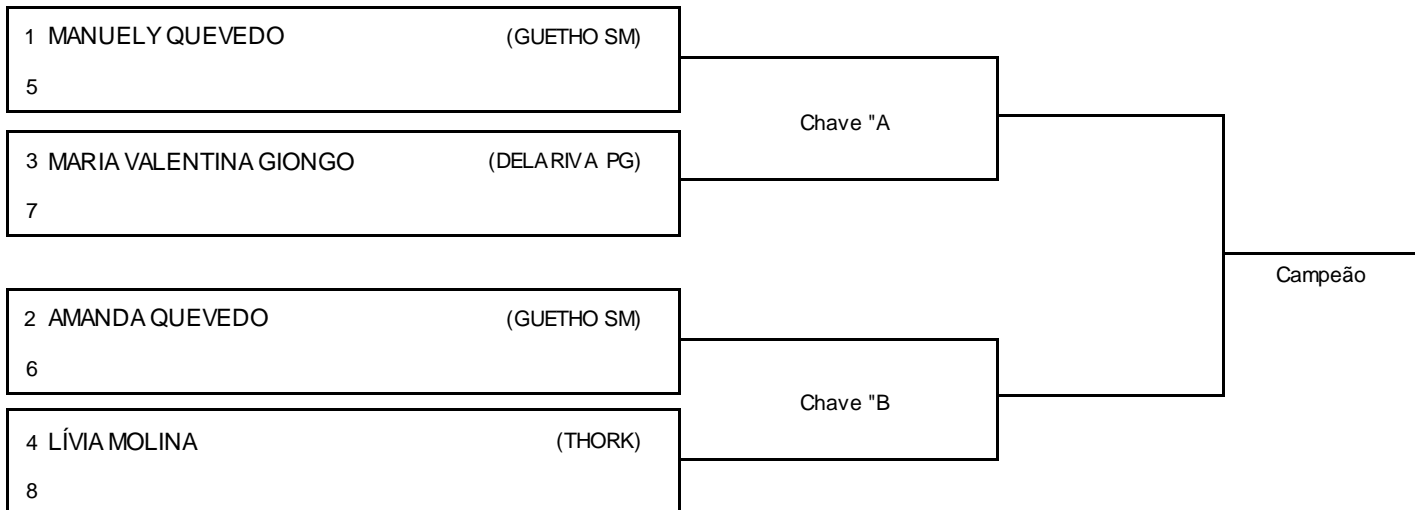 1 MANUELY QUEVEDO (GUETHO SM)
5
Chave "A
3 MARIA VALENTINA GIONGO (DELARIVA PG)
7
Campeão
2 AMANDA QUEVEDO (GUETHO SM)
6
Chave "B
4 LÍVIA MOLINA (THORK)
8